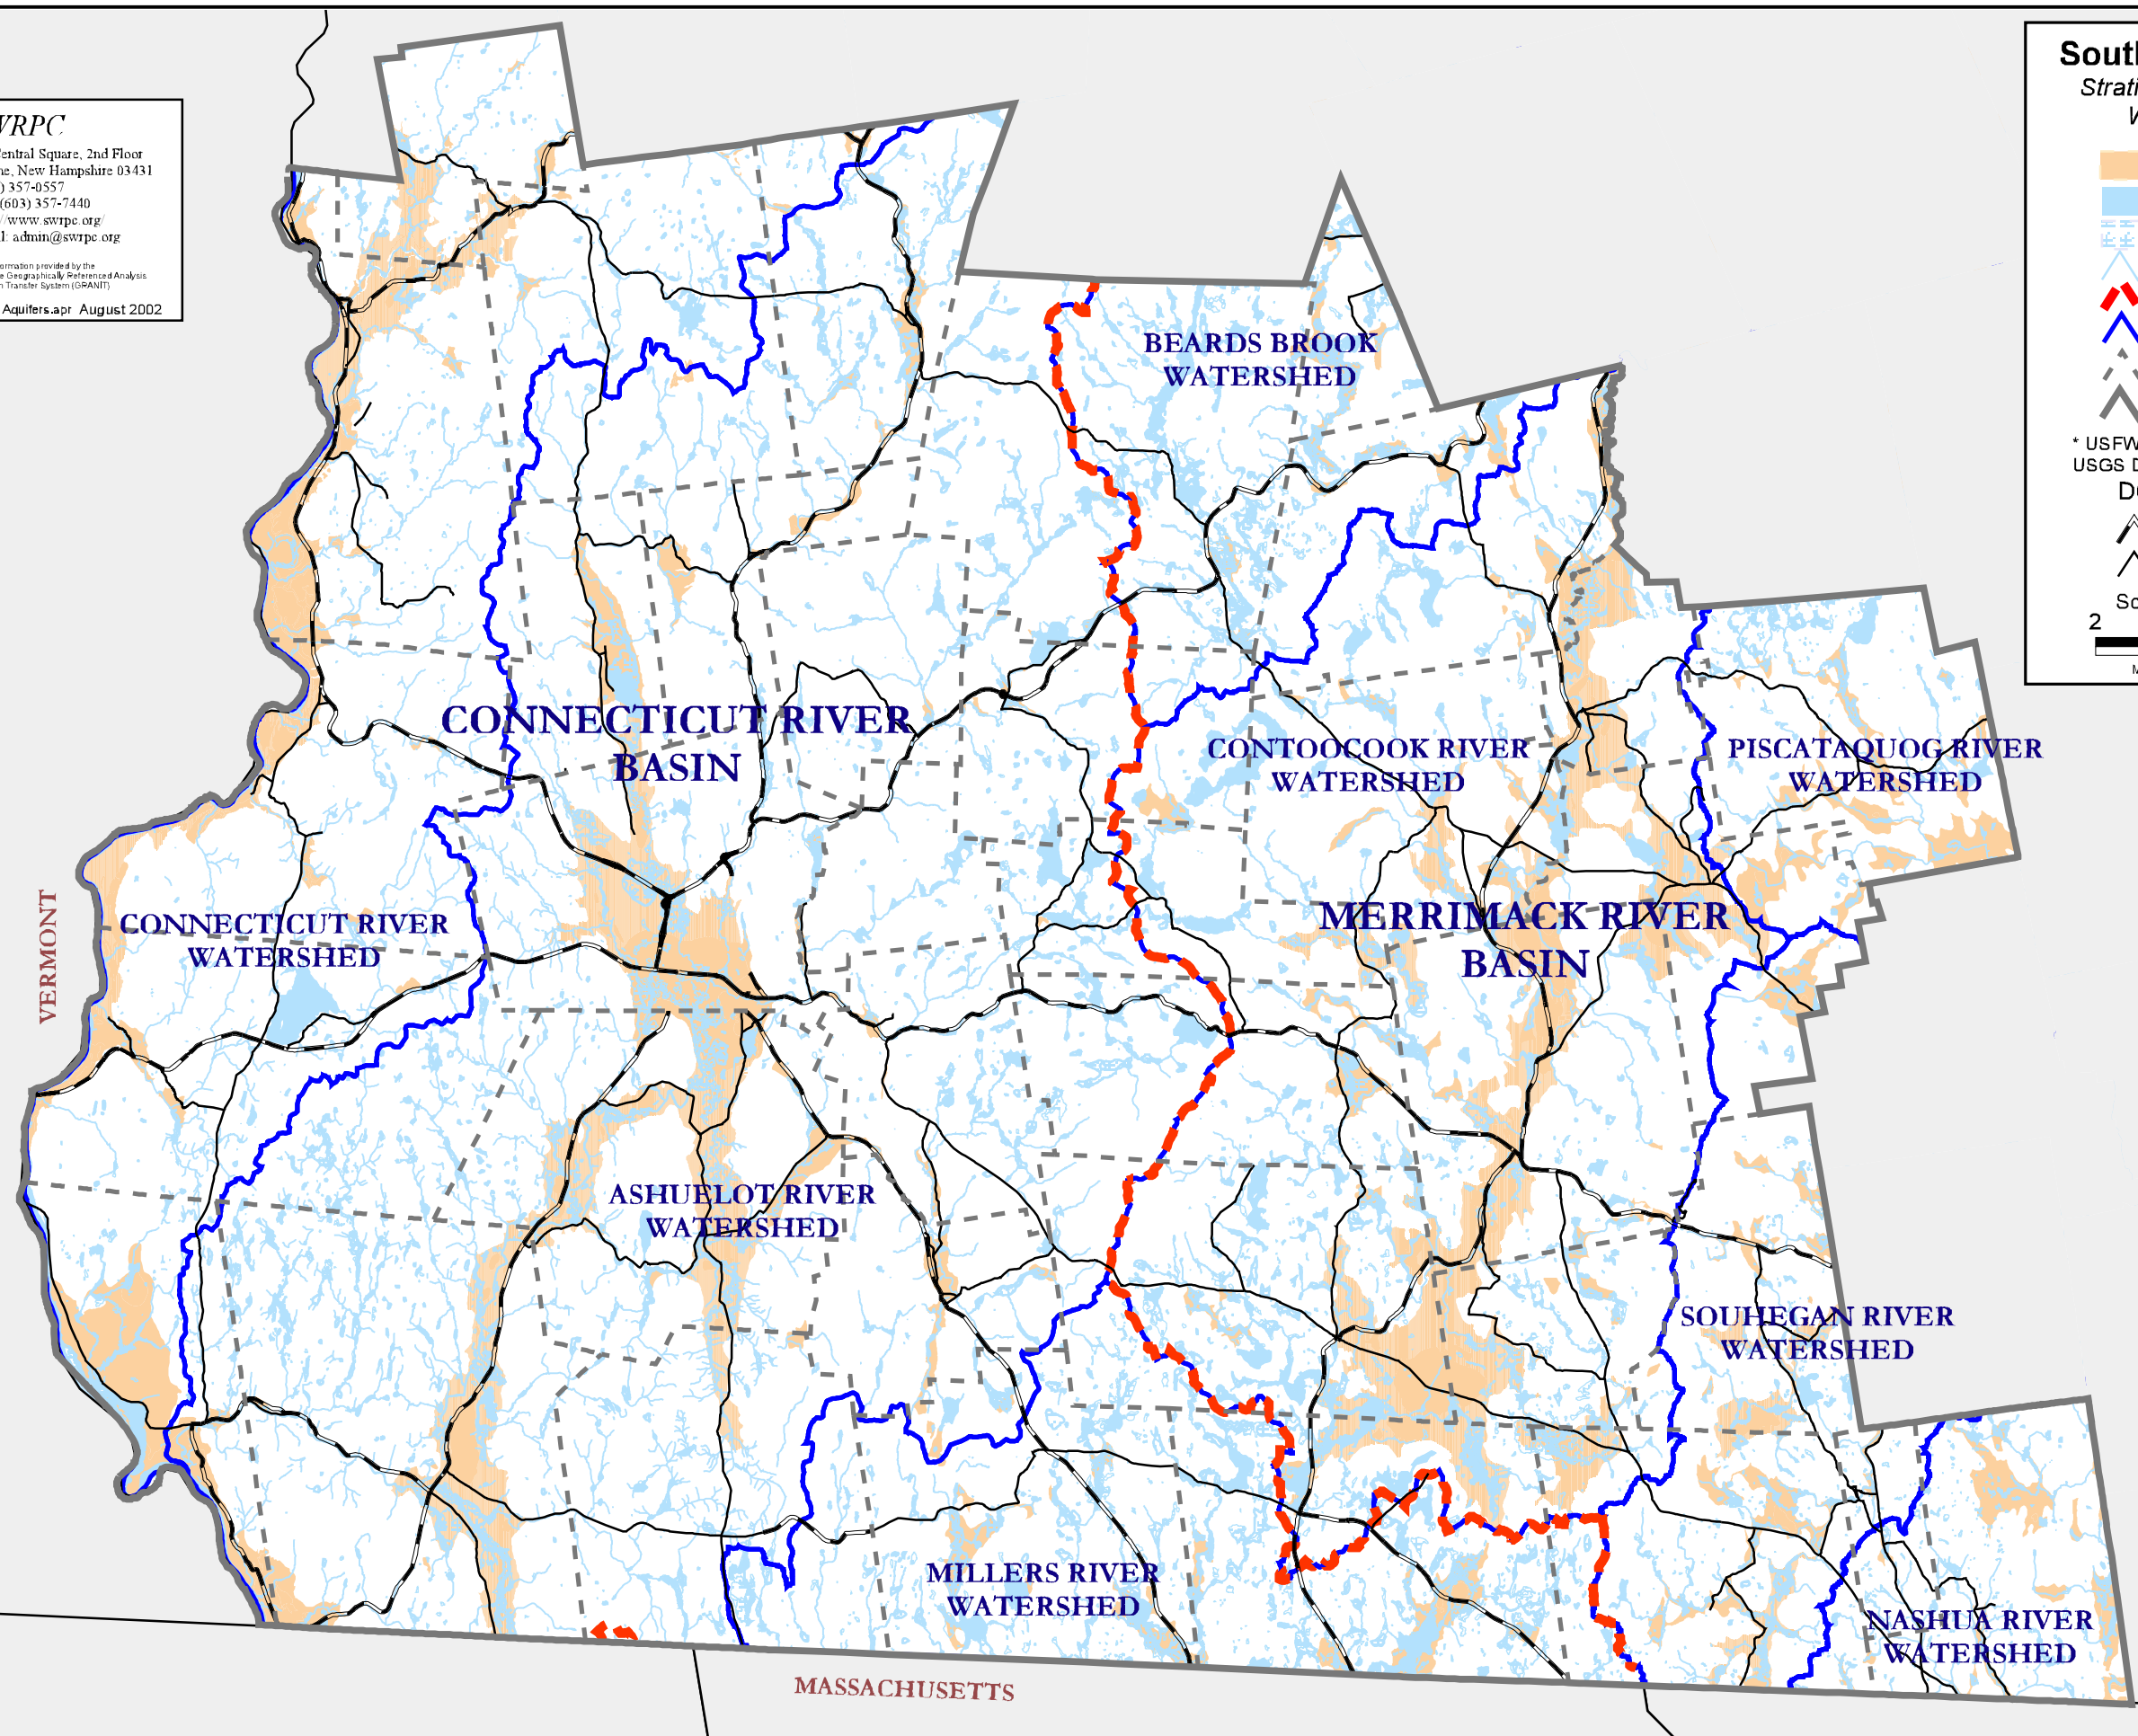 WRPC
Central Square, 2nd Floor
New Hampshire 03431
357-0557
(603) 357-7440
www.swrpc.org/
admin@swrpc.org
provided by the
Geographically Referenced Analysis
Transfer System (GRANIT)
Aquifers.apr August 2002
South
Strati
* USFW
USGS D
2
BEARDS BROOK
WATERSHED
CONNECTICUT RIVER
BASIN
CONTOOCOOK RIVER
WATERSHED
PISCATAQUOG RIVER
WATERSHED
VERMONT
CONNECTICUT RIVER
WATERSHED
MERRIMACK RIVER
BASIN
ASHUELOT RIVER
WATERSHED
SOUHEGAN RIVER
WATERSHED
MILLERS RIVER
WATERSHED
NASHUA RIVER
WATERSHED
MASSACHUSETTS